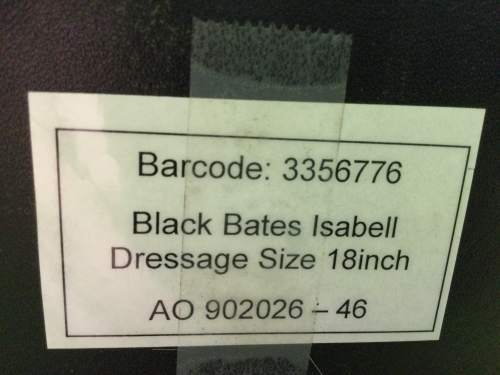 Barcode: 3356776
Black Bates Isabell
Dressage Size 18inch
AO 902026 – 46